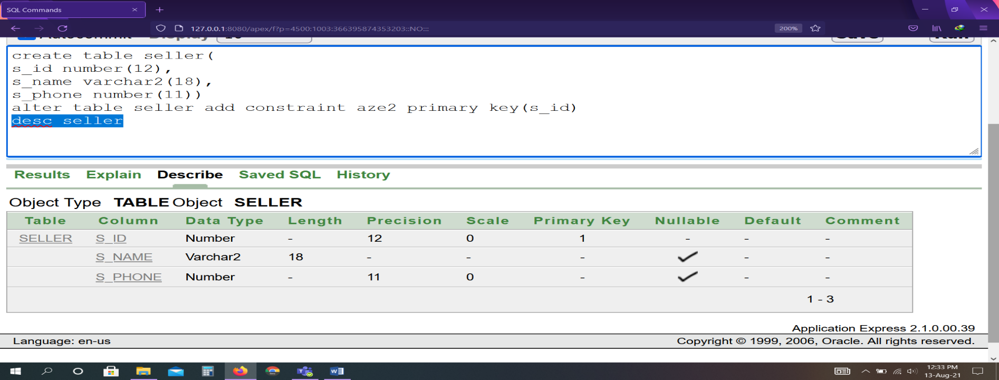 SQL Commands
127.0.0.1:8080/apex/f?p=4500:1003:366395874353203::NO:::
200%
Autocommit Display 10 Save Run
create table seller(
s_id number(12),
s_name varchar2(18),
s_phone number(11))
alter table seller add constraint aze2 primary key(s_id)
desc seller
Results Explain Describe Saved SQL History
Object Type TABLE Object SELLER
Table Column Data Type Length Precision Scale Primary Key Nullable Default Comment
SELLER S_ID Number - 12 0 1 - - -
S_NAME Varchar2 18 - - - - -
S_PHONE Number - 11 0 - - -
1 - 3
Application Express 2.1.0.00.39
Language: en-us Copyright © 1999, 2006, Oracle. All rights reserved.
12:33 PM
13-Aug-21